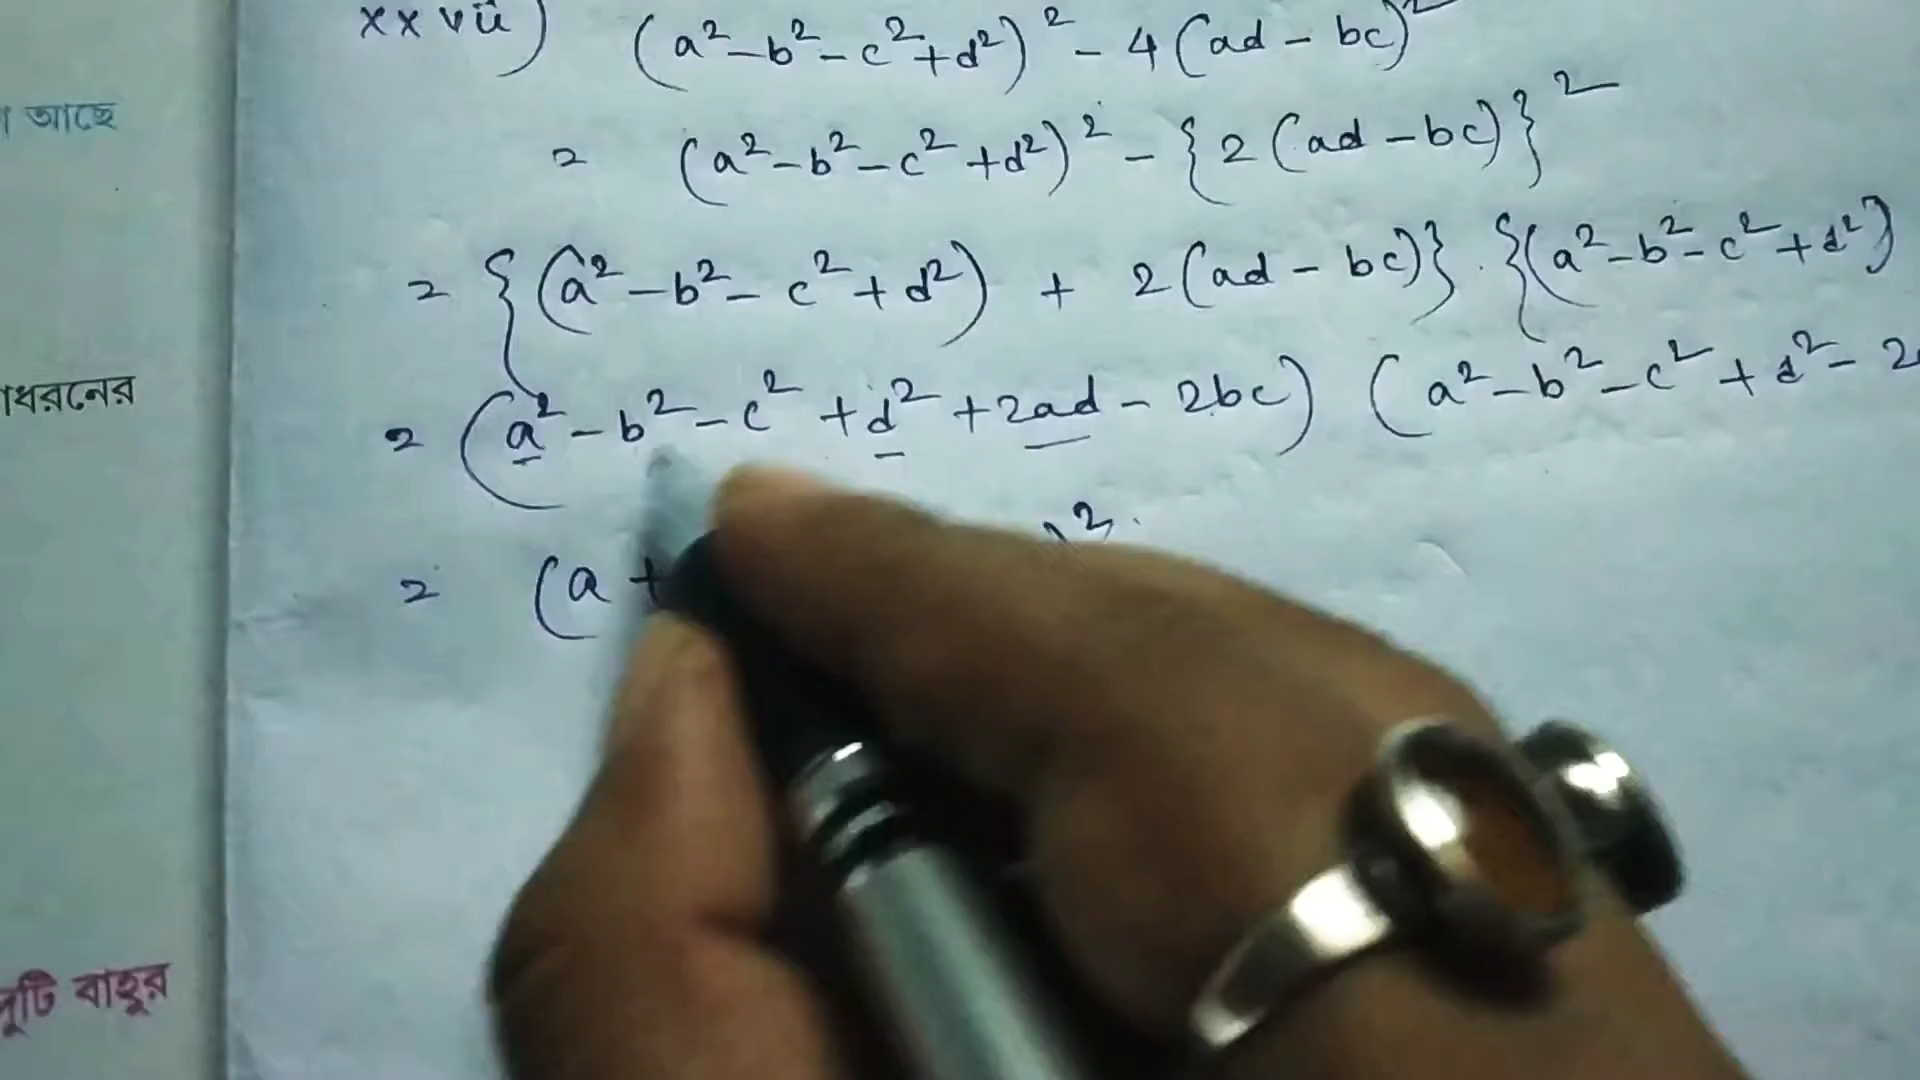 xxvii) (a²-b²-c²+d²)² - 4(ad - bc)²
= (a²-b²-c²+d²)² - {2(ad-bc)}²
= {(a²-b²-c²+d²) + 2(ad - bc)}.{(a²-b²-c²+d²)
= (a²-b²-c²+d²+2ad-2bc) (a²-b²-c²+d²-2
= (a +
আছে
ধরনের
দুটি বাহুর